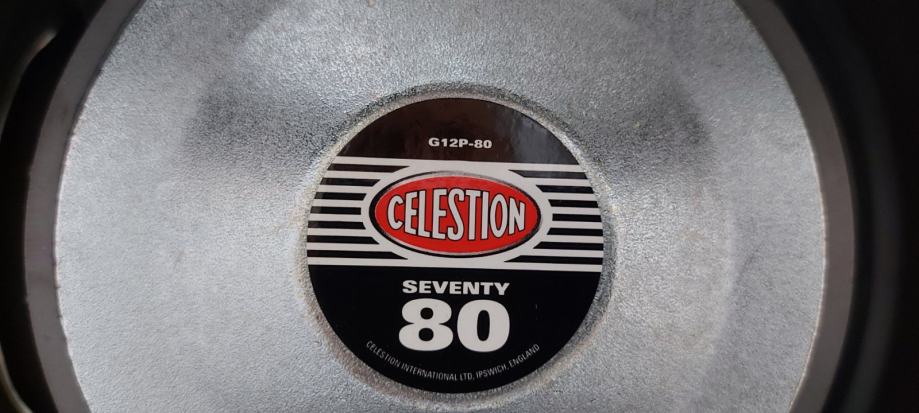 G12P-80
CELESTION
SEVENTY
80
CELESTION INTERNATIONAL LTD, IPSWICH, ENGLAND